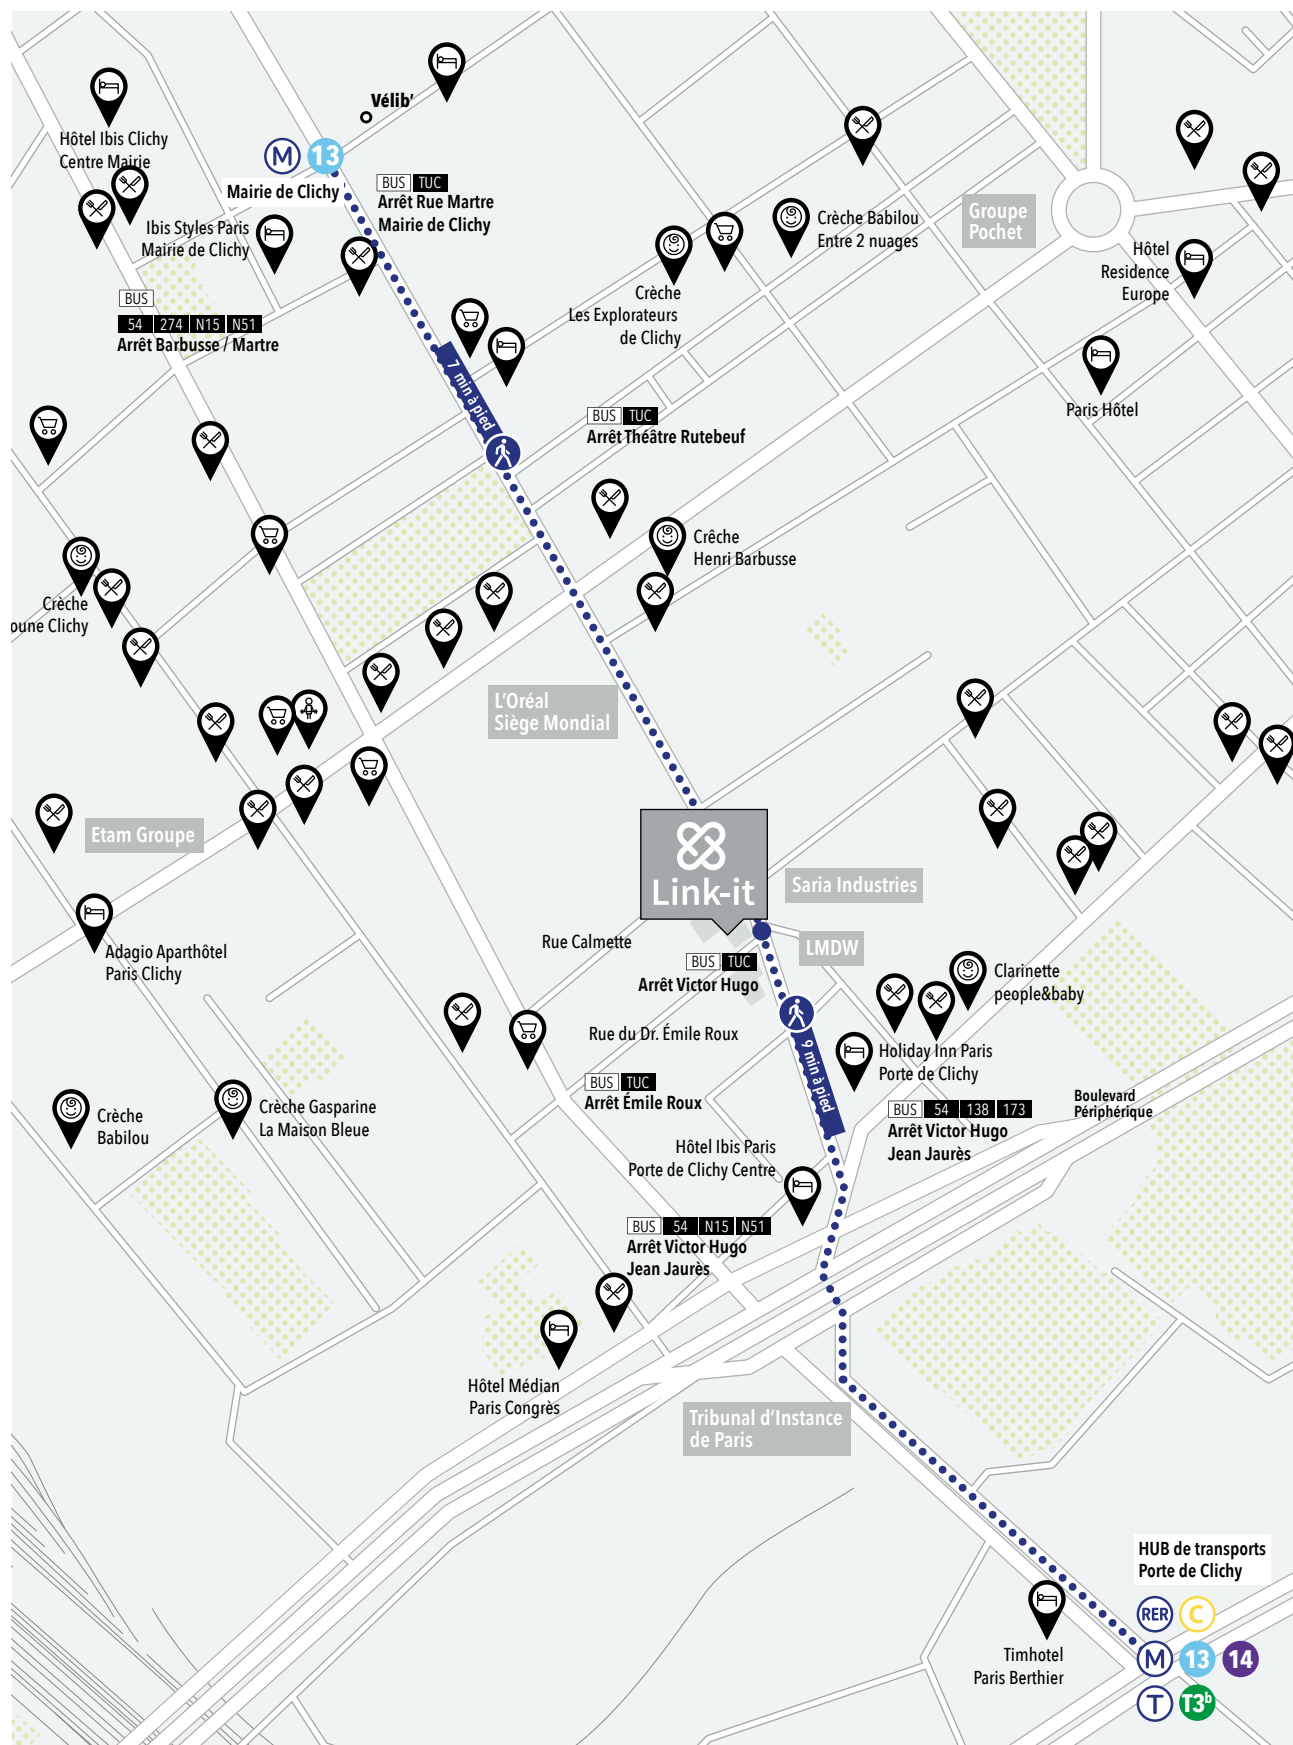 Vélib'
Hôtel Ibis Clichy
Centre Mairie
M 13
Mairie de Clichy
BUS TUC
Arrêt Rue Martre
Mairie de Clichy
Ibis Styles Paris
Mairie de Clichy
Crèche Babilou
Entre 2 nuages
Groupe
Pochet
Hôtel
Residence
Europe
BUS
54 274 N15 N51
Arrêt Barbusse / Martre
Crèche
Les Explorateurs
de Clichy
7 min à pied
Paris Hôtel
BUS TUC
Arrêt Théâtre Rutebeuf
Crêche
Henri Barbusse
Crèche
oune Clichy
L'Oréal
Siège Mondial
Etam Groupe
Link-it
Saria Industries
Rue Calmette
LMDW
Adagio Aparthôtel
Paris Clichy
BUS TUC
Arrêt Victor Hugo
Clarinette
people&baby
Rue du Dr. Émile Roux
9 min à pied
Holiday Inn Paris
Porte de Clichy
BUS TUC
Arrêt Émile Roux
Boulevard
Périphérique
BUS 54 138 173
Arrêt Victor Hugo
Jean Jaurès
Crèche
Babilou
Crèche Gasparine
La Maison Bleue
Hôtel Ibis Paris
Porte de Clichy Centre
BUS 54 N15 N51
Arrêt Victor Hugo
Jean Jaurès
Hôtel Médian
Paris Congrès
Tribunal d'Instance
de Paris
HUB de transports
Porte de Clichy
RER C
M 13 14
T T3b
Timhotel
Paris Berthier